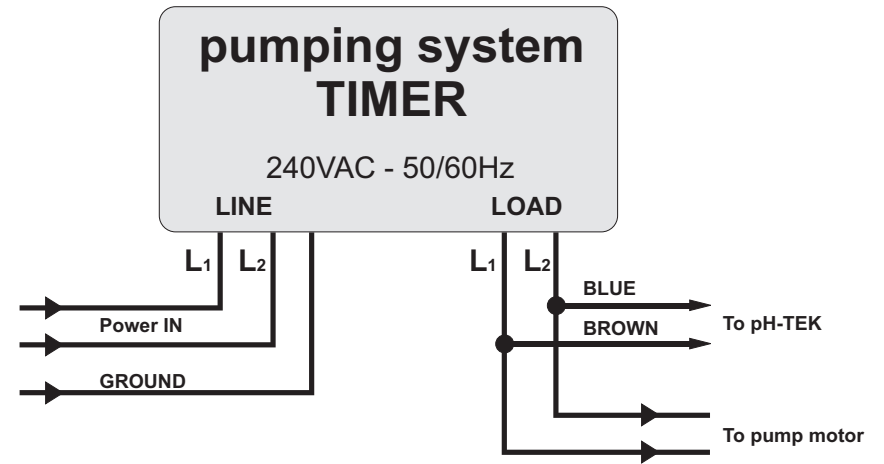 pumping system
TIMER
240VAC - 50/60Hz
LINE
LOAD
L1
L2
L1
L2
BLUE
BROWN
To pH-TEK
Power IN
GROUND
To pump motor